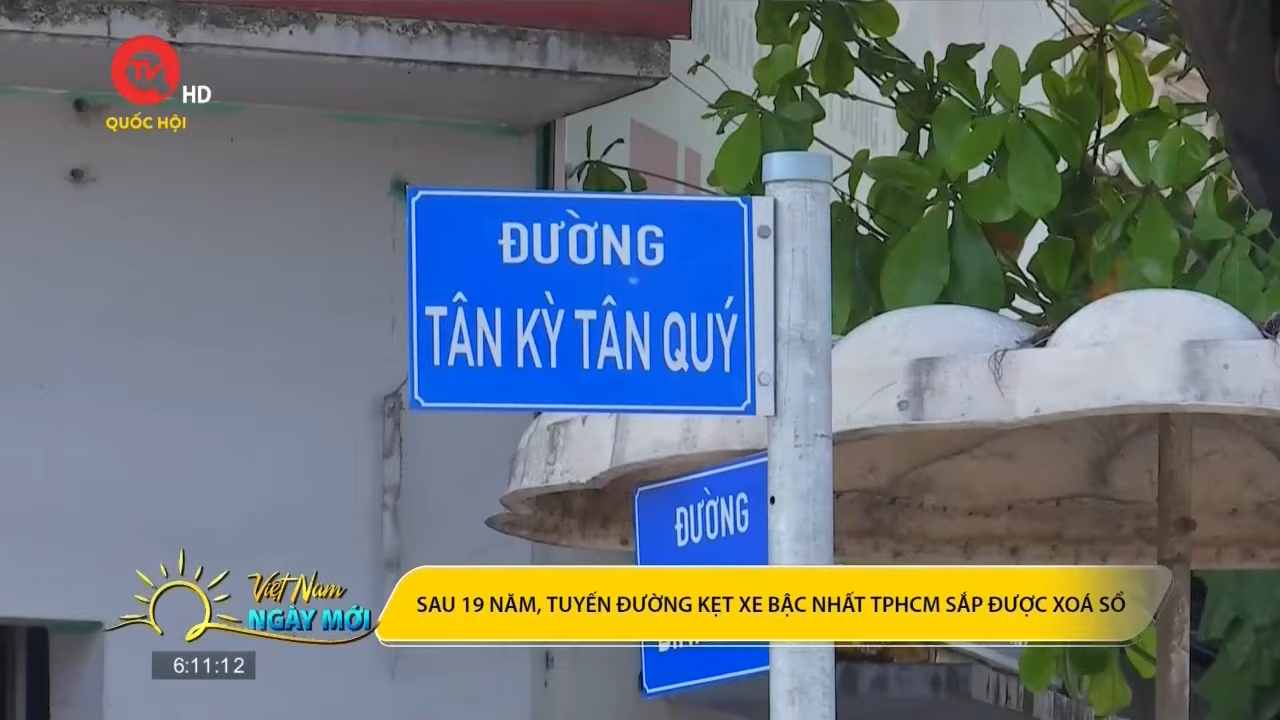 HD
QUỐC HỘI
ĐƯỜNG
TÂN KỲ TÂN QUÝ
ĐƯỜNG
Việt Nam
NGÀY MỚI
SAU 19 NĂM, TUYẾN ĐƯỜNG KẸT XE BẬC NHẤT TPHCM SẮP ĐƯỢC XOÁ SỔ
6:11:12